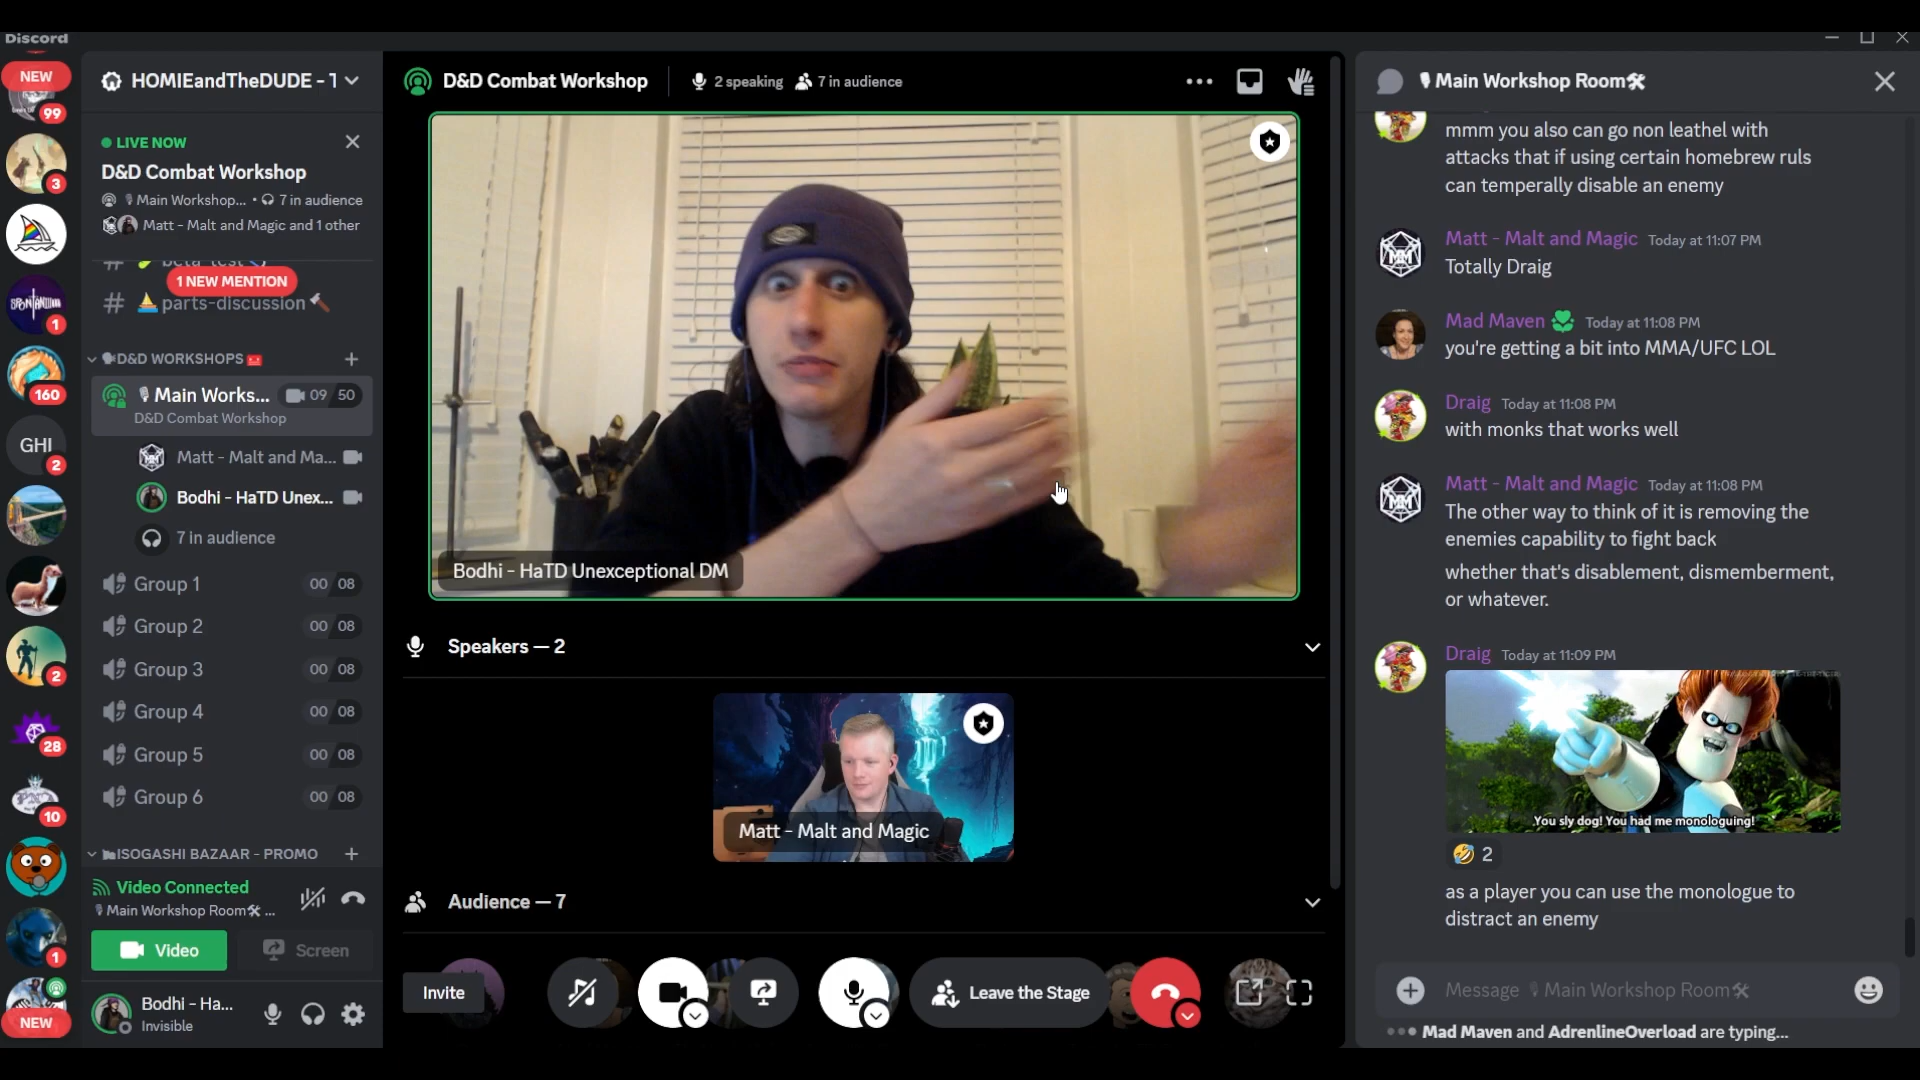 Discord
NEW
99
3
1
160
GHI
2
2
28
10
1
NEW
HOMIEandTheDUDE - 1
LIVE NOW
D&D Combat Workshop
Main Workshop... • 7 in audience
Matt - Malt and Magic and 1 other
# beta-test
1 NEW MENTION
# parts-discussion
D&D WORKSHOPS
Main Works... 09 50
D&D Combat Workshop
Matt - Malt and Ma...
Bodhi - HaTD Unex...
7 in audience
Group 1 00 08
Group 2 00 08
Group 3 00 08
Group 4 00 08
Group 5 00 08
Group 6 00 08
ISOGASHI BAZAAR - PROMO
Video Connected
Main Workshop Room ...
Video
Screen
Bodhi - Ha...
Invisible
D&D Combat Workshop
2 speaking 7 in audience
Bodhi - HaTD Unexceptional DM
Speakers — 2
Matt - Malt and Magic
Audience — 7
Invite
Leave the Stage
Main Workshop Room
mmm you also can go non leathel with
attacks that if using certain homebrew ruls
can temperally disable an enemy
Matt - Malt and Magic Today at 11:07 PM
Totally Draig
Mad Maven Today at 11:08 PM
you're getting a bit into MMA/UFC LOL
Draig Today at 11:08 PM
with monks that works well
Matt - Malt and Magic Today at 11:08 PM
The other way to think of it is removing the
enemies capability to fight back
whether that's disablement, dismemberment,
or whatever.
Draig Today at 11:09 PM
You sly dog! You had me monologuing!
2
as a player you can use the monologue to
distract an enemy
Message Main Workshop Room
Mad Maven and AdrenlineOverload are typing...